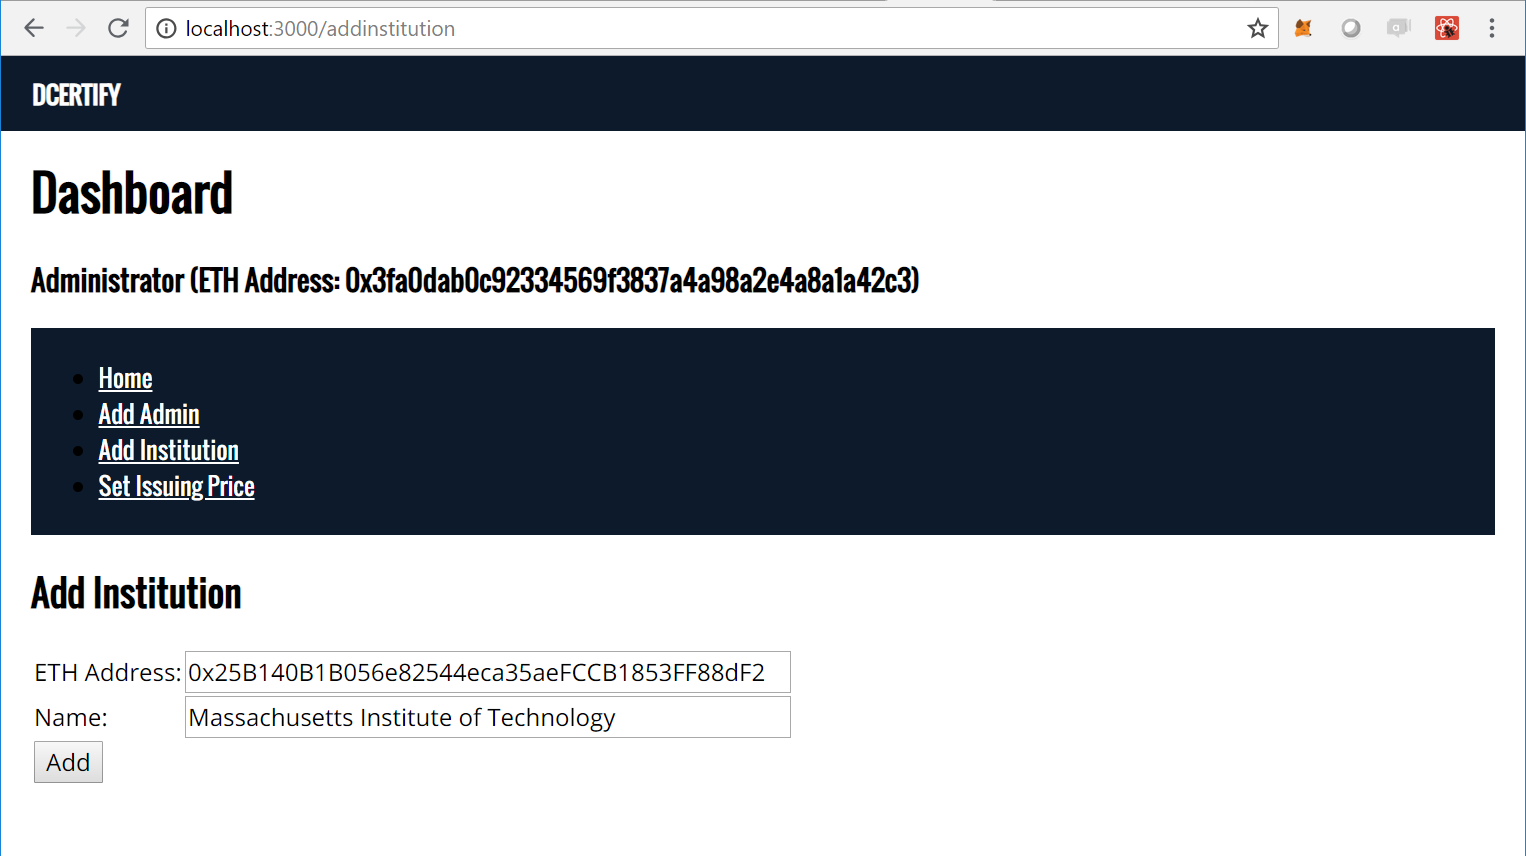 localhost:3000/addinstitution
DCERTIFY
Dashboard
Administrator (ETH Address: 0x3fa0dab0c92334569f3837a4a98a2e4a8a1a42c3)
Home
Add Admin
Add Institution
Set Issuing Price
Add Institution
ETH Address: 0x25B140B1B056e82544eca35aeFCCB1853FF88dF2
Name: Massachusetts Institute of Technology
Add